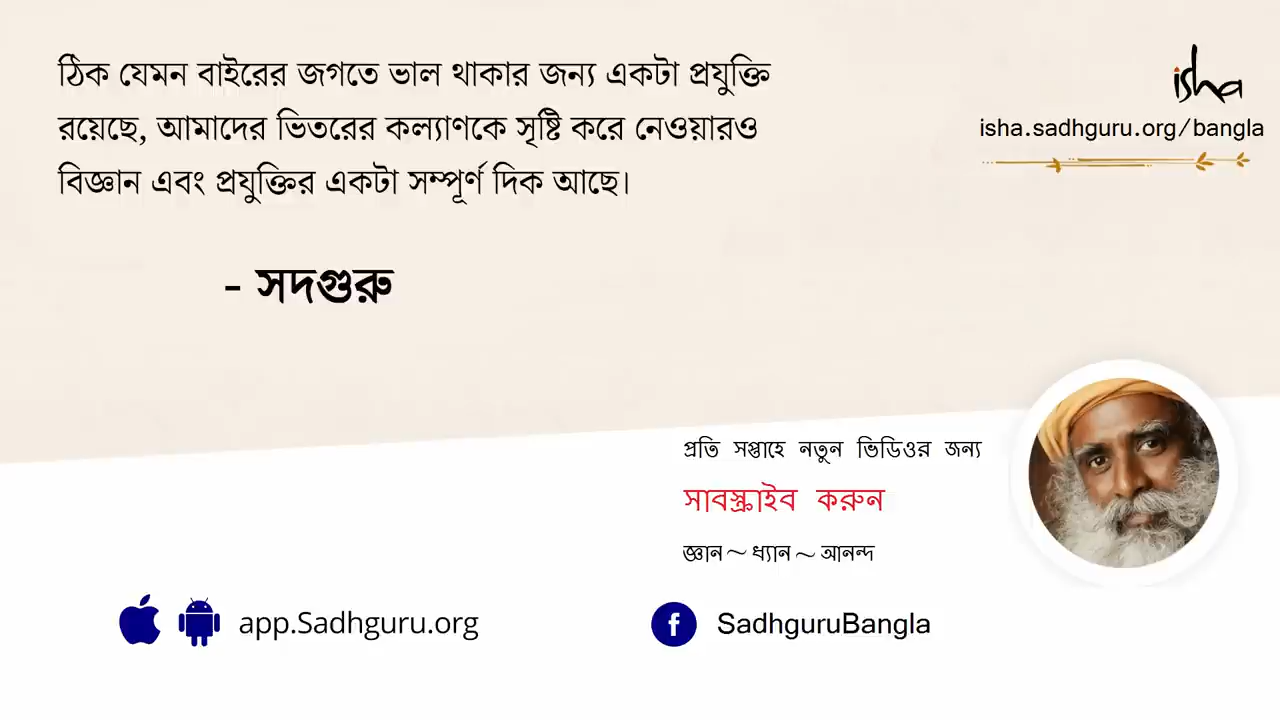 ঠিক যেমন বাইরের জগতে ভাল থাকার জন্য একটা প্রযুক্তি
রয়েছে, আমাদের ভিতরের কল্যাণকে সৃষ্টি করে নেওয়ারও
বিজ্ঞান এবং প্রযুক্তির একটা সম্পূর্ণ দিক আছে।
- সদগুরু
isha
isha.sadhguru.org/bangla
প্রতি সপ্তাহে নতুন ভিডিওর জন্য
সাবস্ক্রাইব করুন
জ্ঞান ~ ধ্যান ~ আনন্দ
app.Sadhguru.org
f SadhguruBangla